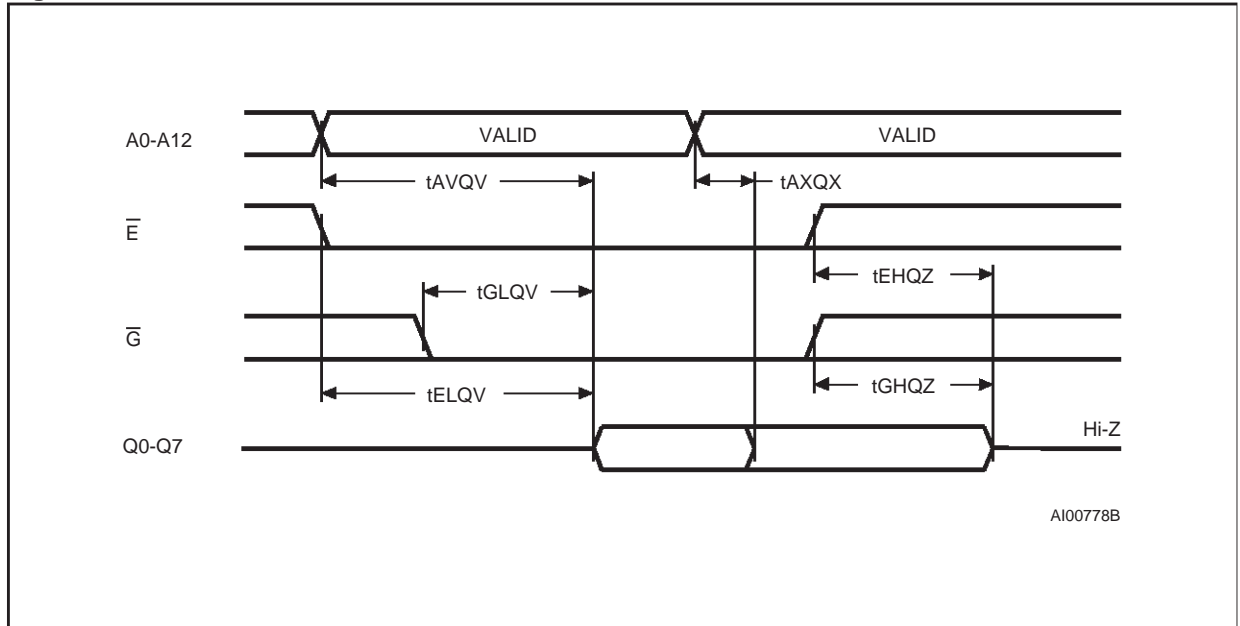 A0-A12
VALID
VALID
tAVQV
tAXQX
E̅
tEHQZ
tGLQV
G̅
tGHQZ
tELQV
Hi-Z
Q0-Q7
AI00778B